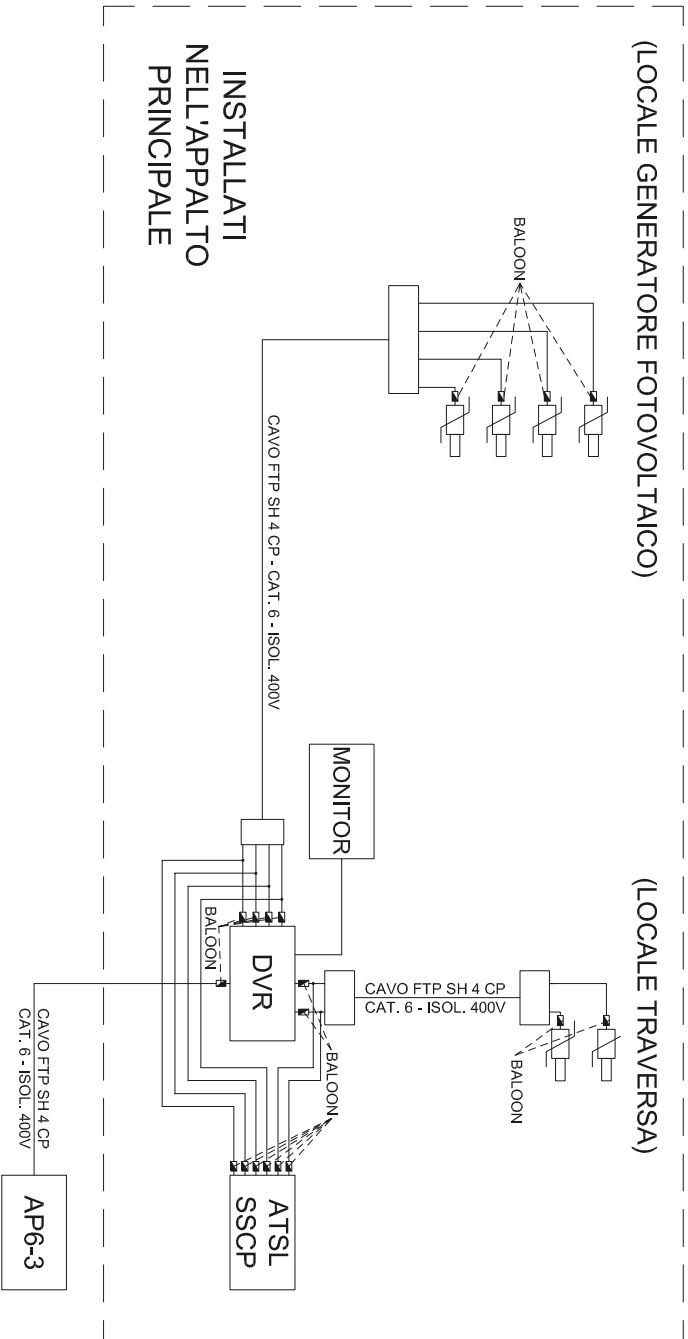 (LOCALE GENERATORE FOTOVOLTAICO)
(LOCALE TRAVERSA)
BALOON
BALOON
CAVO FTP SH 4 CP
CAT. 6 - ISOL. 400V
MONITOR
CAVO FTP SH 4 CP - CAT. 6 - ISOL. 400V
BALOON
DVR
BALOON
ATSL
SSCP
INSTALLATI
NELL'APPALTO
PRINCIPALE
CAVO FTP SH 4 CP
CAT. 6 - ISOL. 400V
AP6-3